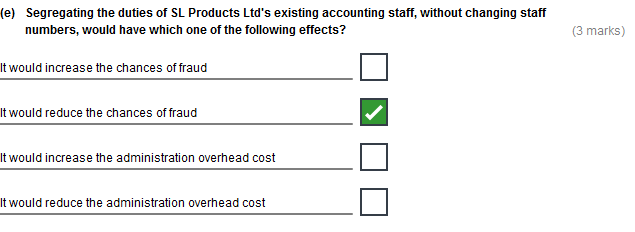 (e) Segregating the duties of SL Products Ltd's existing accounting staff, without changing staff
numbers, would have which one of the following effects?
(3 marks)
It would increase the chances of fraud
It would reduce the chances of fraud
It would increase the administration overhead cost
It would reduce the administration overhead cost